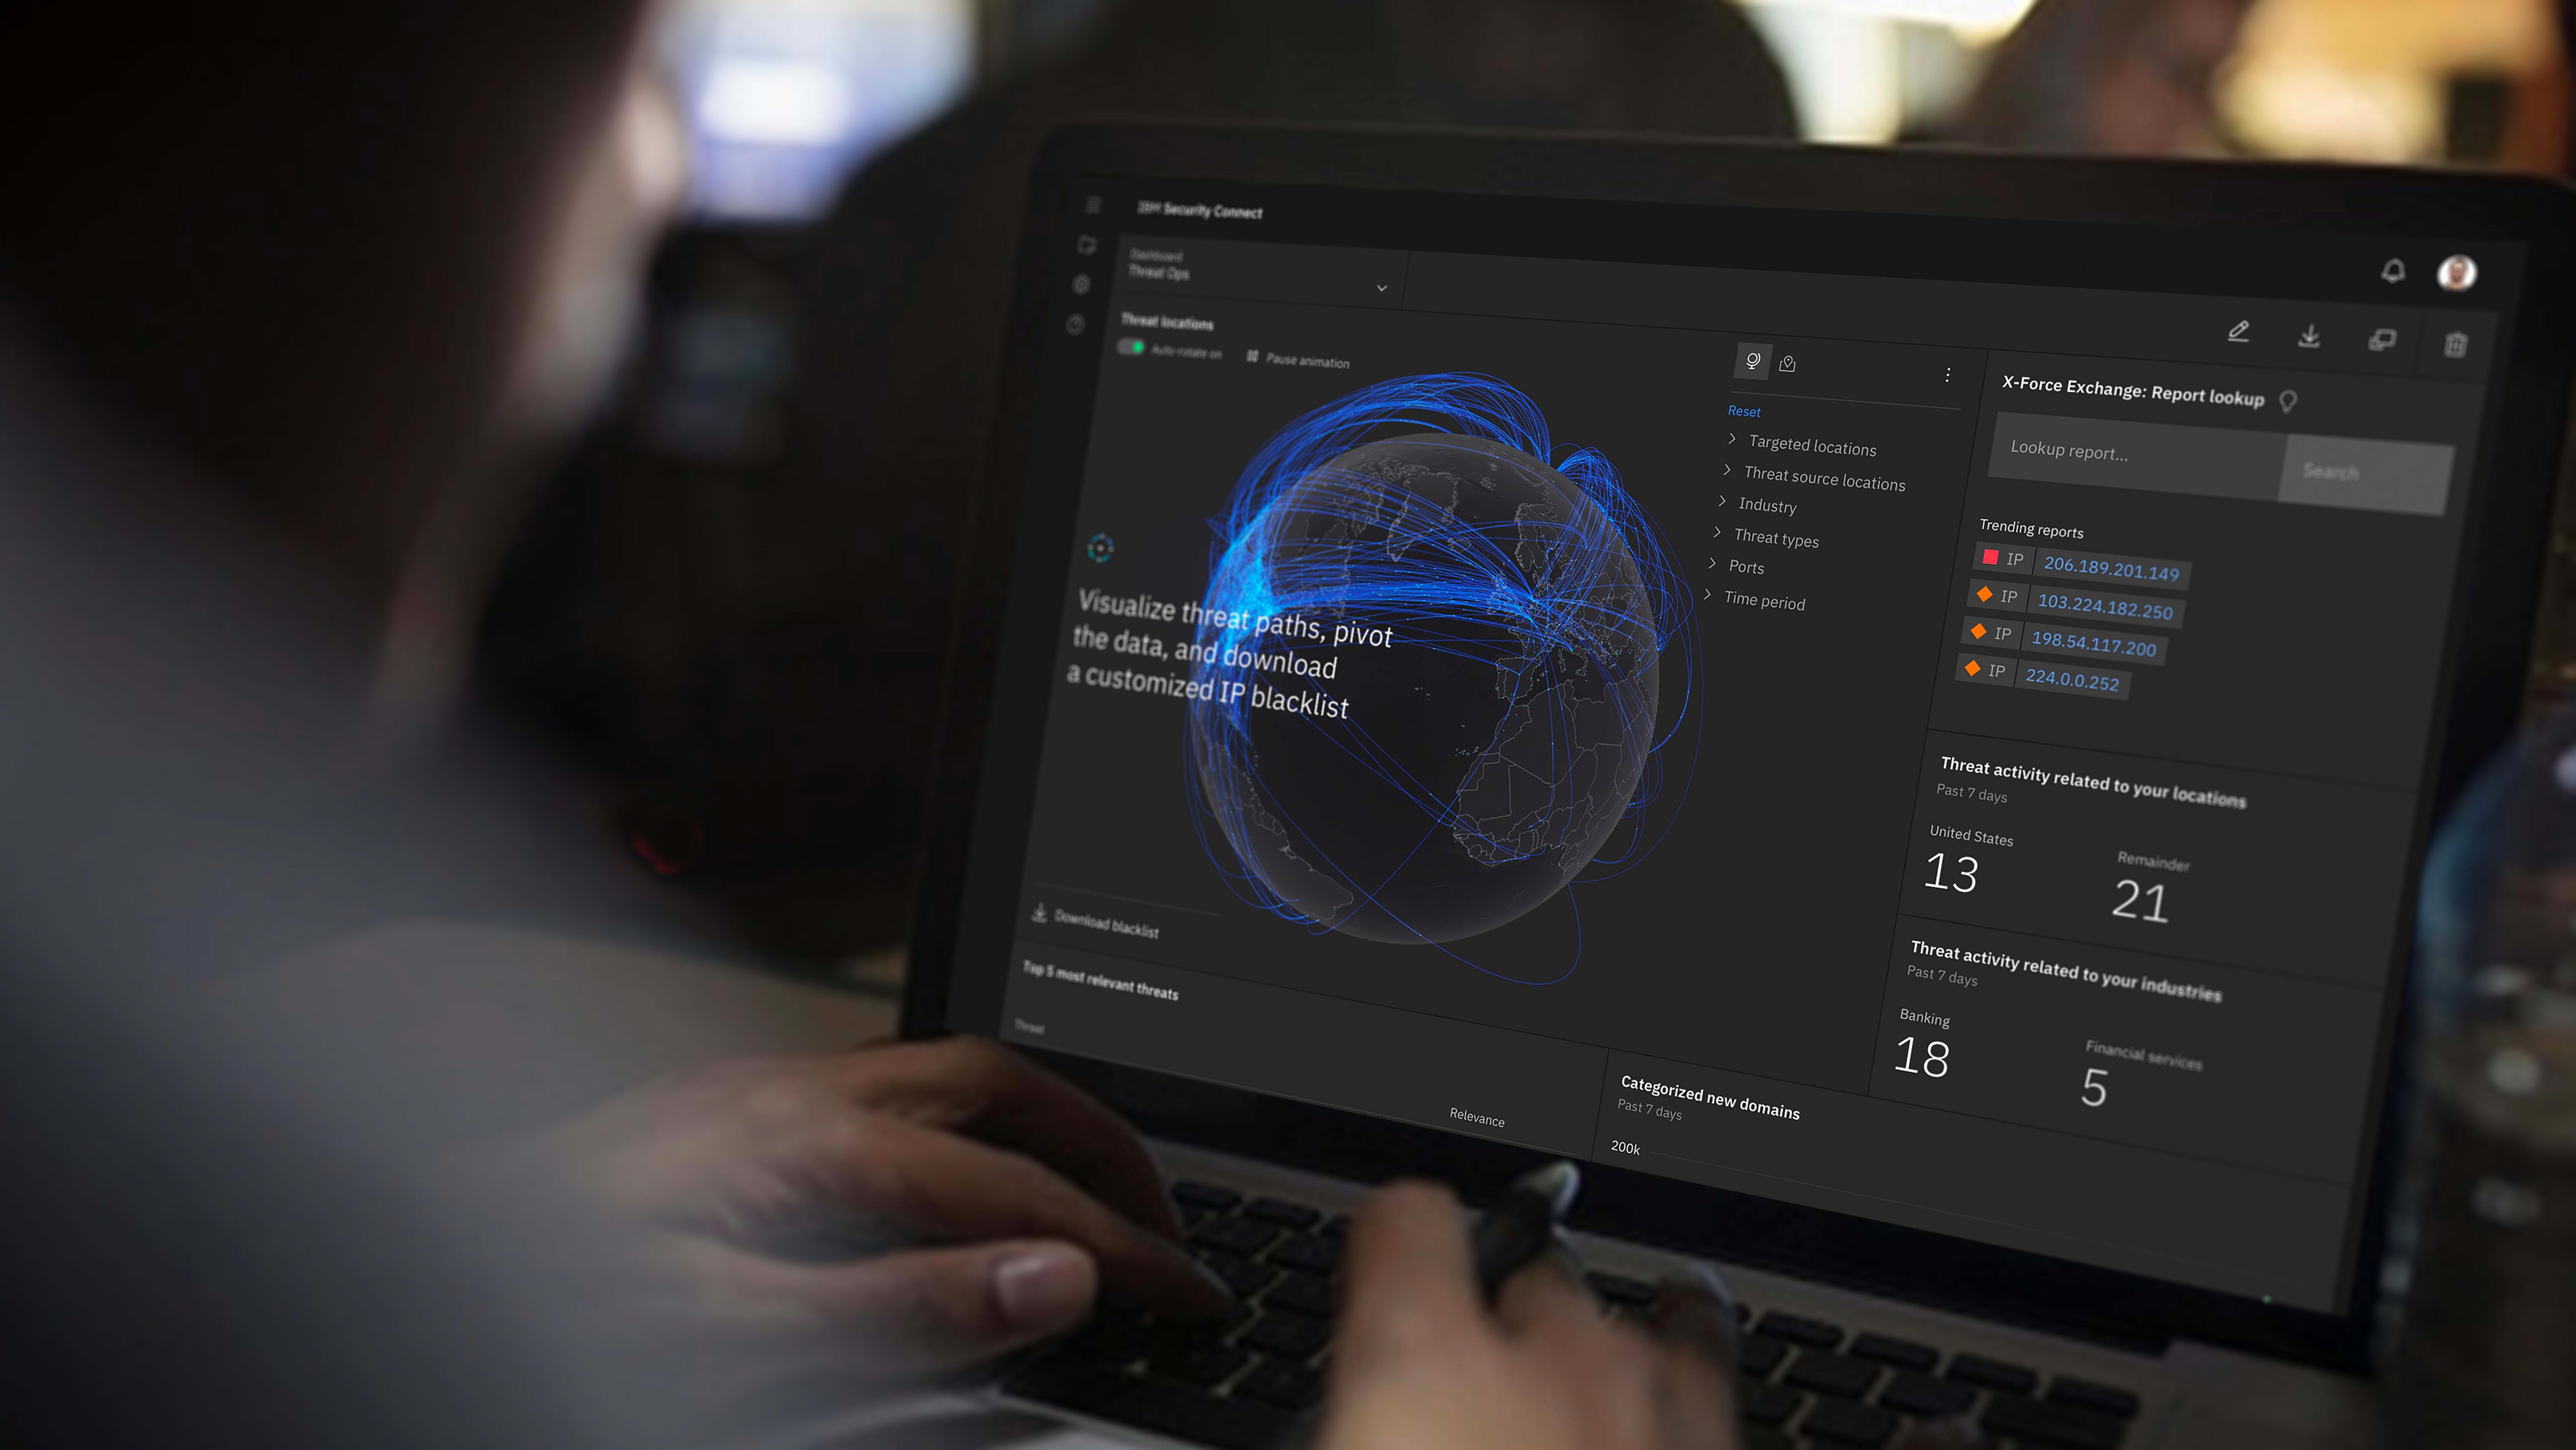 IBM Security Connect
Dashboard
Threat Ops
Threat locations
Auto-rotate on
Pause animation
Visualize threat paths, pivot
the data, and download
a customized IP blacklist
Download blacklist
Top 5 most relevant threats
Threat
Relevance
Reset
Targeted locations
Threat source locations
Industry
Threat types
Ports
Time period
Categorized new domains
Past 7 days
200k
X-Force Exchange: Report lookup
Lookup report...
Search
Trending reports
IP 206.189.201.149
IP 103.224.182.250
IP 198.54.117.200
IP 224.0.0.252
Threat activity related to your locations
Past 7 days
United States
13
Remainder
21
Threat activity related to your industries
Past 7 days
Banking
18
Financial services
5